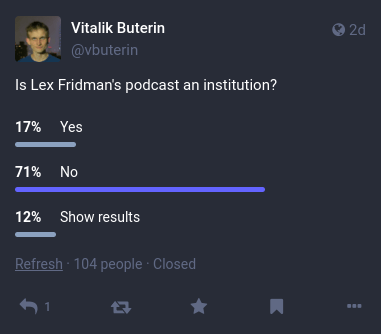 Vitalik Buterin
2d
@vbuterin
Is Lex Fridman's podcast an institution?
17% Yes
71% No
12% Show results
Refresh · 104 people · Closed
1